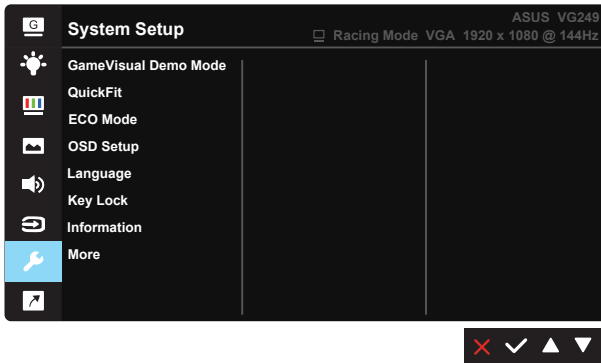 G
System Setup
ASUS VG249
Racing Mode VGA 1920 x 1080 @ 144Hz
GameVisual Demo Mode
QuickFit
ECO Mode
OSD Setup
Language
Key Lock
Information
More